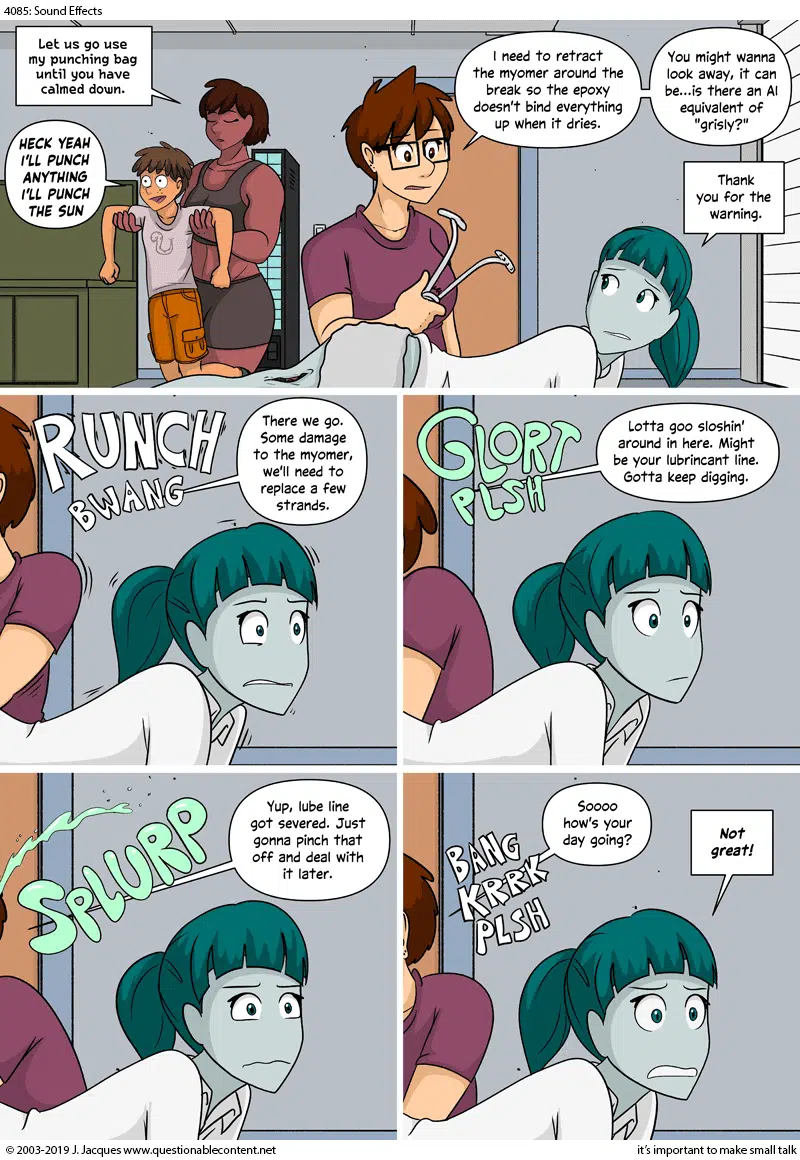 4085: Sound Effects
Let us go use
my punching bag
until you have
calmed down.
HECK YEAH
I'LL PUNCH
ANYTHING
I'LL PUNCH
THE SUN
I need to retract
the myomer around the
break so the epoxy
doesn't bind everything
up when it dries.
You might wanna
look away, it can
be...is there an AI
equivalent of
"grisly?"
Thank
you for the
warning.
RUNCH
BWANG
There we go.
Some damage
to the myomer,
we'll need to
replace a few
strands.
GLORT
PLSH
Lotta goo sloshin'
around in here. Might
be your lubrincant line.
Gotta keep digging.
SPLURP
Yup, lube line
got severed. Just
gonna pinch that
off and deal with
it later.
BANG
KRRK
PLSH
Soooo
how's your
day going?
Not
great!
© 2003-2019 J. Jacques www.questionablecontent.net
it's important to make small talk